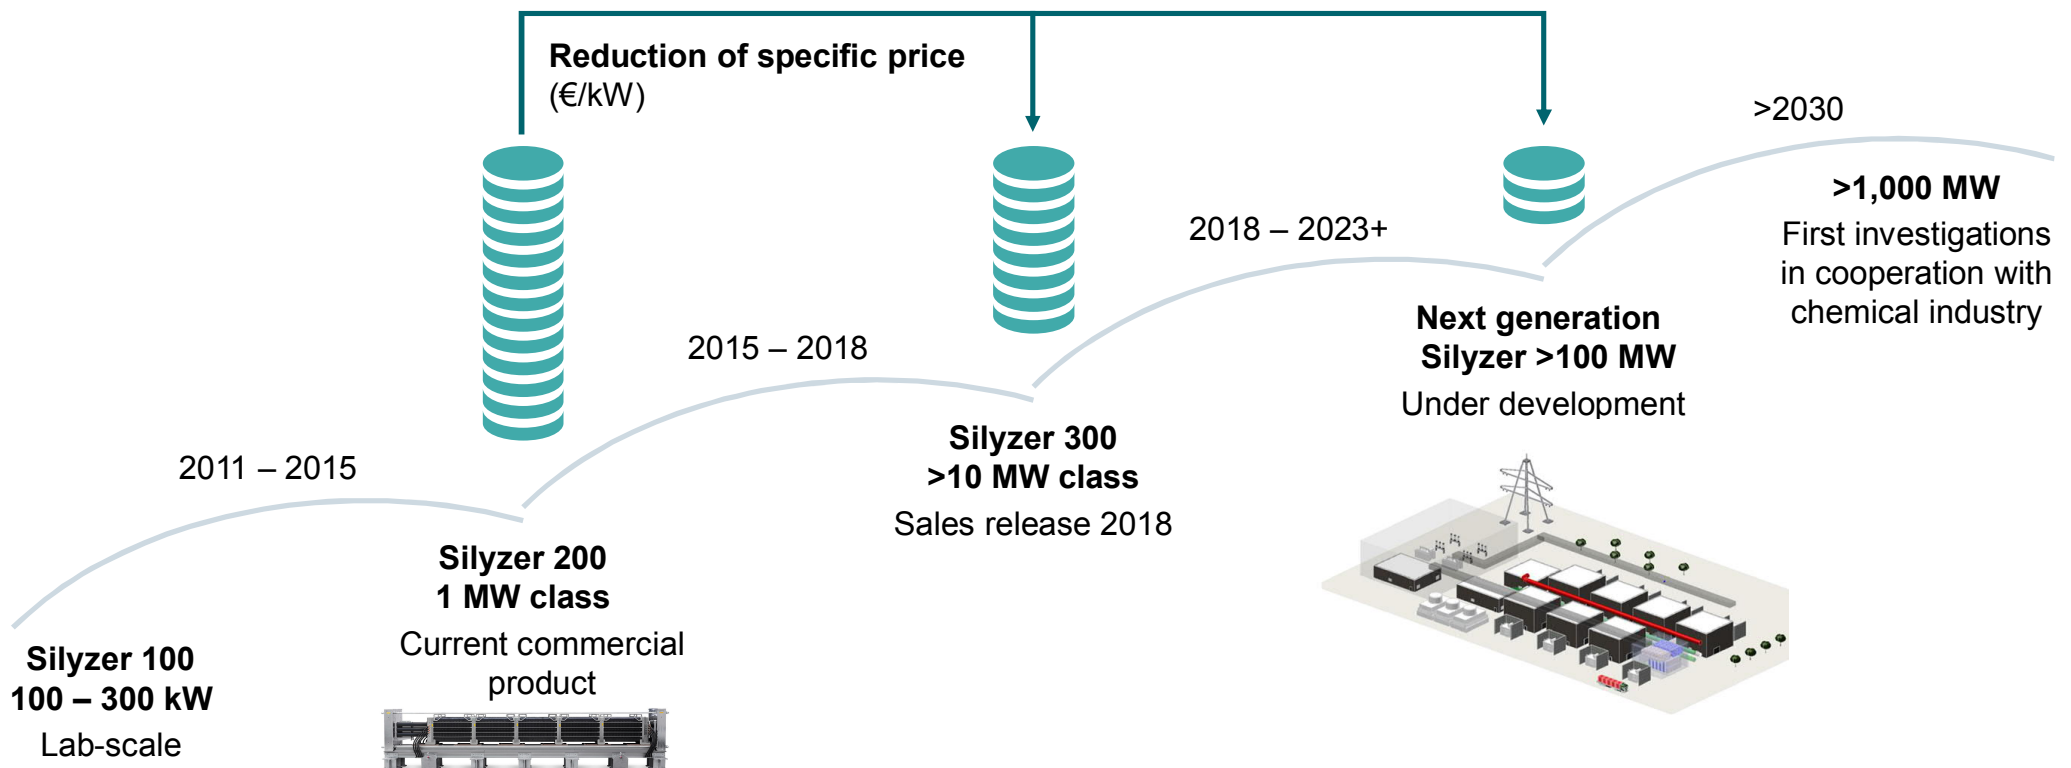 Reduction of specific price
(€/kW)
2011 – 2015
2015 – 2018
2018 – 2023+
>2030
Silyzer 100
100 – 300 kW
Lab-scale
Silyzer 200
1 MW class
Current commercial
product
Silyzer 300
>10 MW class
Sales release 2018
Next generation
Silyzer >100 MW
Under development
>1,000 MW
First investigations
in cooperation with
chemical industry